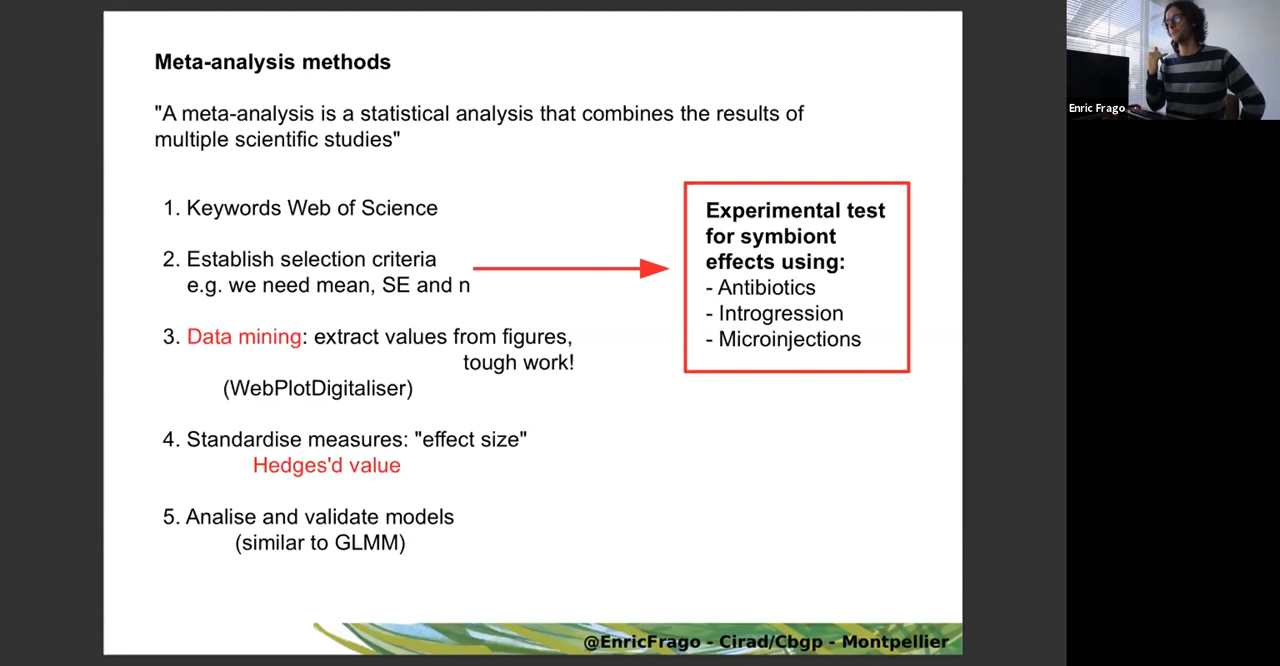 Meta-analysis methods
"A meta-analysis is a statistical analysis that combines the results of
multiple scientific studies"
1. Keywords Web of Science
2. Establish selection criteria
e.g. we need mean, SE and n
3. Data mining: extract values from figures,
tough work!
(WebPlotDigitaliser)
4. Standardise measures: "effect size"
Hedges'd value
5. Analise and validate models
(similar to GLMM)
Experimental test
for symbiont
effects using:
- Antibiotics
- Introgression
- Microinjections
@EnricFrago - Cirad/Cbgp - Montpellier
Enric Frago